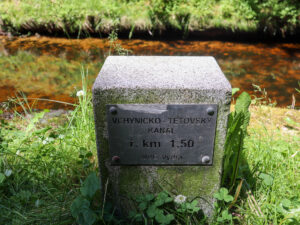 VCHYNICKO - TETOVSKÝ
KANÁL
ř. km 1,50